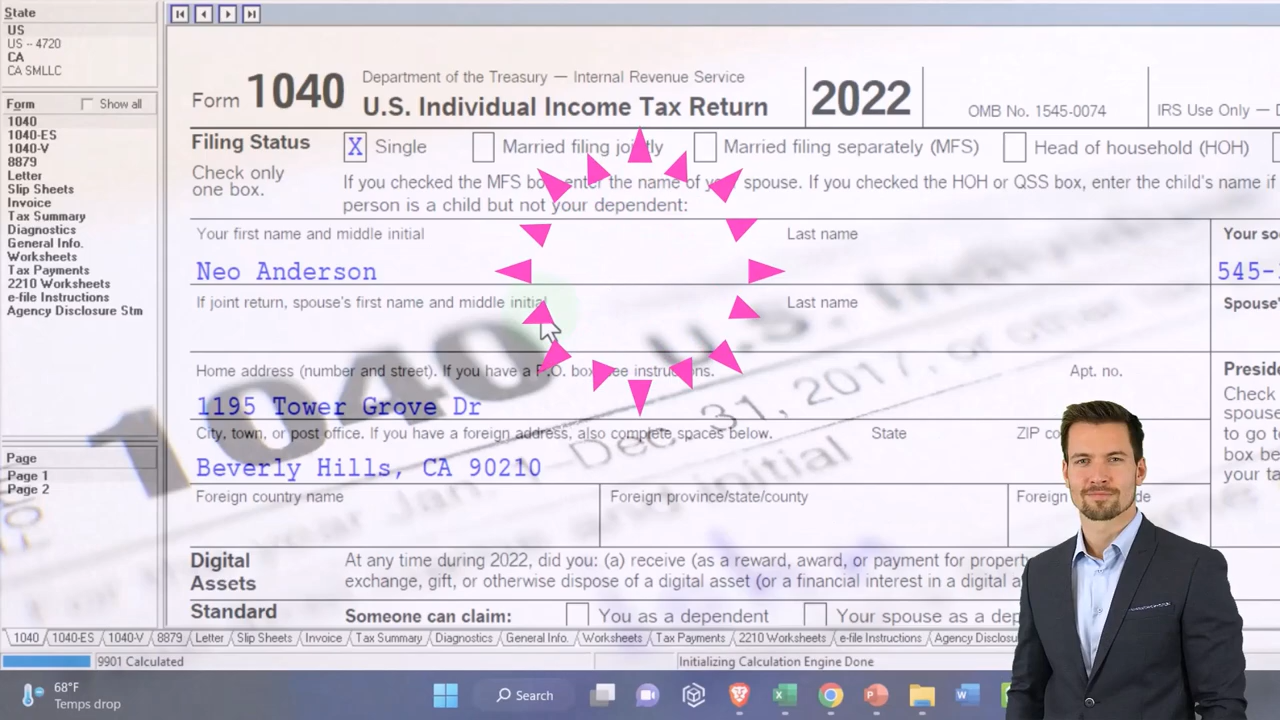 State
US
US -- 4720
CA
CA SMLLC
Form Show all
1040
1040-ES
1040-V
8879
Letter
Slip Sheets
Invoice
Tax Summary
Diagnostics
General Info.
Worksheets
Tax Payments
2210 Worksheets
e-file Instructions
Agency Disclosure Stm
Page
Page 1
Page 2
Form 1040 Department of the Treasury — Internal Revenue Service
U.S. Individual Income Tax Return 2022 OMB No. 1545-0074 IRS Use Only —
Filing Status X Single Married filing jointly Married filing separately (MFS) Head of household (HOH)
Check only
one box.
If you checked the MFS box, enter the name of your spouse. If you checked the HOH or QSS box, enter the child's name if
person is a child but not your dependent:
Your first name and middle initial Last name Your so
Neo Anderson 545-
If joint return, spouse's first name and middle initial Last name Spouse'
Home address (number and street). If you have a P.O. box, see instructions. Apt. no. Preside
1195 Tower Grove Dr
City, town, or post office. If you have a foreign address, also complete spaces below. State ZIP co
Beverly Hills, CA 90210
Check
spouse
to go t
box be
your ta
Foreign country name Foreign province/state/county Foreign de
Digital
Assets
At any time during 2022, did you: (a) receive (as a reward, award, or payment for property
exchange, gift, or otherwise dispose of a digital asset (or a financial interest in a digital a
Standard Someone can claim: You as a dependent Your spouse as a dep
1040 U.S. Individ
Dec. 31, 2017, or other
initial
1040 1040-ES 1040-V 8879 Letter Slip Sheets Invoice Tax Summary Diagnostics General Info. Worksheets Tax Payments 2210 Worksheets e-file Instructions Agency Disclosu
9901 Calculated Initializing Calculation Engine Done
68°F
Temps drop
Search